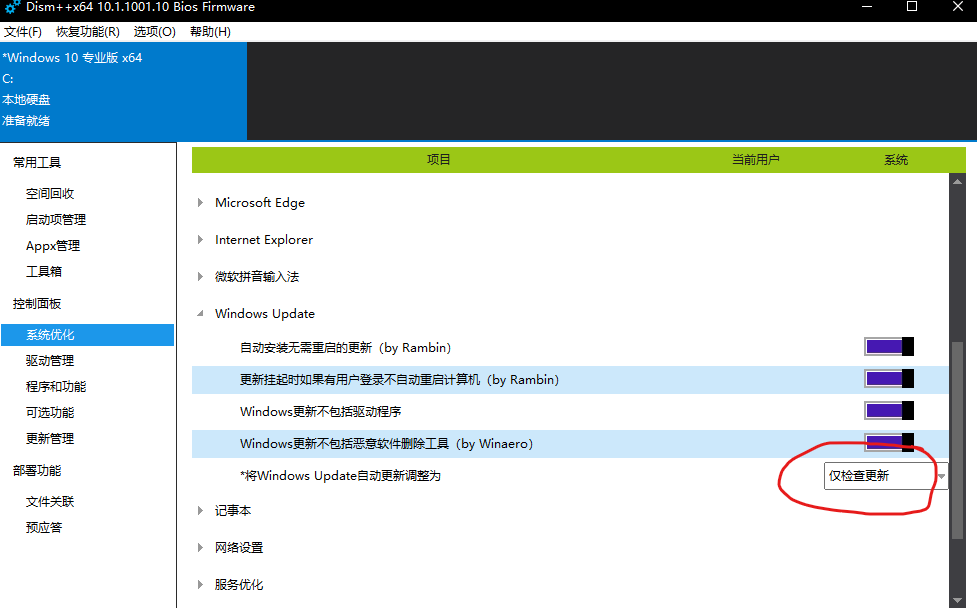 Dism++x64 10.1.1001.10 Bios Firmware
文件(F) 恢复功能(R) 选项(O) 帮助(H)
*Windows 10 专业版 x64
C:
本地硬盘
准备就绪
常用工具
空间回收
启动项管理
Appx管理
工具箱
控制面板
系统优化
驱动管理
程序和功能
可选功能
更新管理
部署功能
文件关联
预应答
项目 当前用户 系统
Microsoft Edge
Internet Explorer
微软拼音输入法
Windows Update
自动安装无需重启的更新（by Rambin）
更新挂起时如果有用户登录不自动重启计算机（by Rambin）
Windows更新不包括驱动程序
Windows更新不包括恶意软件删除工具（by Winaero）
*将Windows Update自动更新调整为 仅检查更新
记事本
网络设置
服务优化